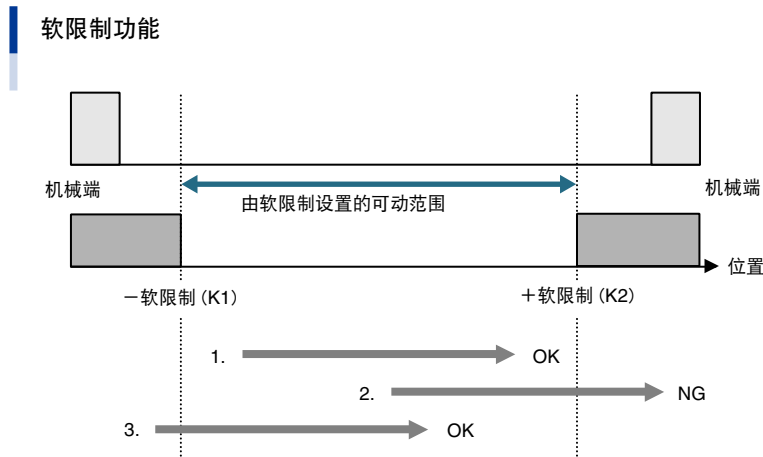 软限制功能
机械端
机械端
由软限制设置的可动范围
位置
－软限制 (K1)
＋软限制 (K2)
1.
OK
2.
NG
3.
OK